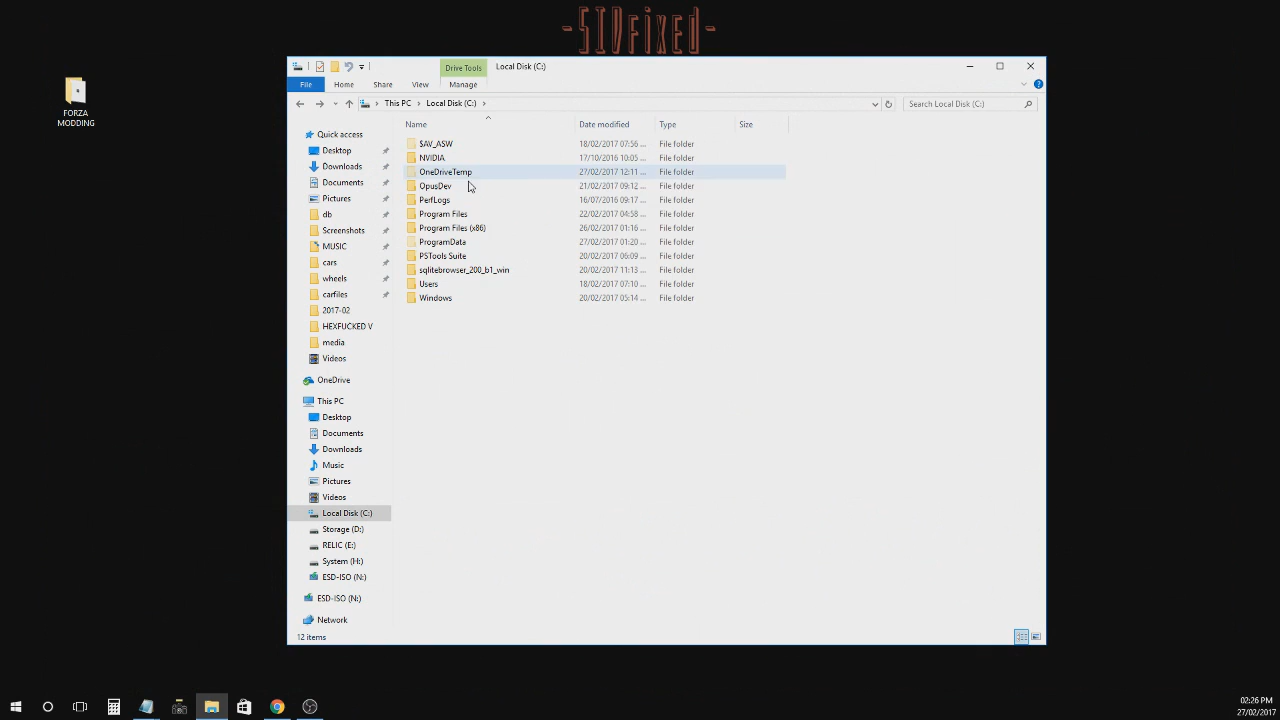 -SIDfixed-
FORZA
MODDING
Drive Tools
Local Disk (C:)
File
Home
Share
View
Manage
This PC
Local Disk (C:)
Search Local Disk (C:)
Name
Date modified
Type
Size
Quick access
Desktop
Downloads
Documents
Pictures
db
Screenshots
MUSIC
cars
wheels
carfiles
2017-02
HEXFUCKED V
media
Videos
OneDrive
This PC
Desktop
Documents
Downloads
Music
Pictures
Videos
Local Disk (C:)
Storage (D:)
RELIC (E:)
System (H:)
ESD-ISO (N:)
ESD-ISO (N:)
Network
$AV_ASW 18/02/2017 07:56 ... File folder
NVIDIA 17/10/2016 10:05 ... File folder
OneDriveTemp 27/02/2017 12:11 ... File folder
OpusDev 21/02/2017 09:12 ... File folder
PerfLogs 16/07/2016 09:17 ... File folder
Program Files 22/02/2017 04:58 ... File folder
Program Files (x86) 26/02/2017 01:16 ... File folder
ProgramData 27/02/2017 01:20 ... File folder
PSTools Suite 20/02/2017 06:09 ... File folder
sqlitebrowser_200_b1_win 20/02/2017 11:13 ... File folder
Users 18/02/2017 07:10 ... File folder
Windows 20/02/2017 05:14 ... File folder
12 items
02:26 PM
27/02/2017